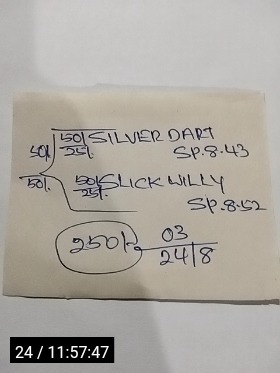 50/. 50/. SILVER DART
25/. SP.8.43
50/. 50/. SLICK WILLY
25/. SP.8.52
250/. 03
24/8
24 / 11:57:47